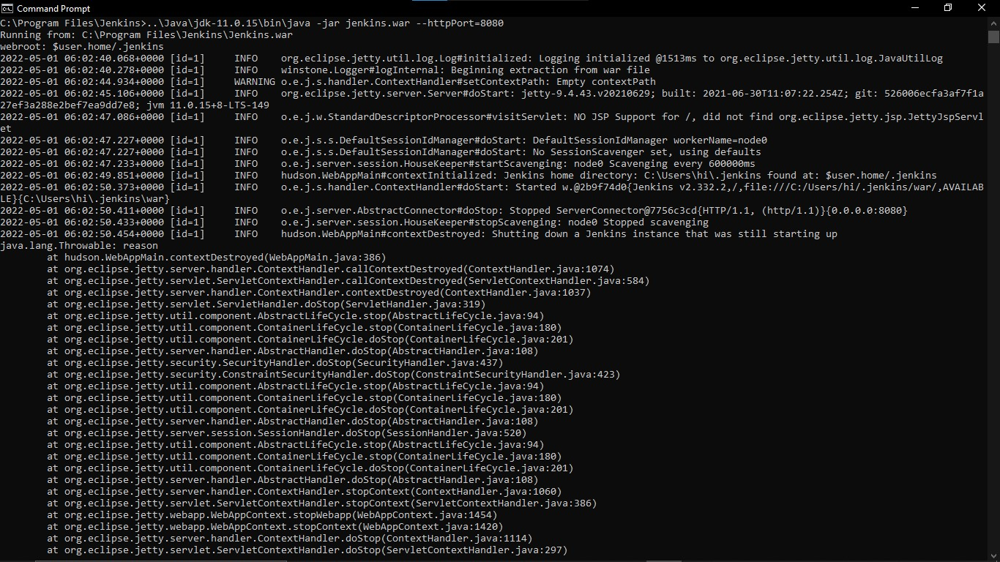 Command Prompt
C:\Program Files\Jenkins>..\Java\jdk-11.0.15\bin\java -jar jenkins.war --httpPort=8080
Running from: C:\Program Files\Jenkins\Jenkins.war
webroot: $user.home/.jenkins
2022-05-01 06:02:40.068+0000 [id=1]     INFO    org.eclipse.jetty.util.log.Log#initialized: Logging initialized @1513ms to org.eclipse.jetty.util.log.JavaUtilLog
2022-05-01 06:02:40.278+0000 [id=1]     INFO    winstone.Logger#logInternal: Beginning extraction from war file
2022-05-01 06:02:44.934+0000 [id=1]     WARNING o.e.j.s.handler.ContextHandler#setContextPath: Empty contextPath
2022-05-01 06:02:45.106+0000 [id=1]     INFO    org.eclipse.jetty.server.Server#doStart: jetty-9.4.43.v20210629; built: 2021-06-30T11:07:22.254Z; git: 526006ecfa3af7f1a
27ef3a288e2bef7ea9dd7e8; jvm 11.0.15+8-LTS-149
2022-05-01 06:02:47.086+0000 [id=1]     INFO    o.e.j.w.StandardDescriptorProcessor#visitServlet: NO JSP Support for /, did not find org.eclipse.jetty.jsp.JettyJspServl
et
2022-05-01 06:02:47.227+0000 [id=1]     INFO    o.e.j.s.s.DefaultSessionIdManager#doStart: DefaultSessionIdManager workerName=node0
2022-05-01 06:02:47.227+0000 [id=1]     INFO    o.e.j.s.s.DefaultSessionIdManager#doStart: No SessionScavenger set, using defaults
2022-05-01 06:02:47.233+0000 [id=1]     INFO    o.e.j.server.session.HouseKeeper#startScavenging: node0 Scavenging every 600000ms
2022-05-01 06:02:49.851+0000 [id=1]     INFO    hudson.WebAppMain#contextInitialized: Jenkins home directory: C:\Users\hi\.jenkins found at: $user.home/.jenkins
2022-05-01 06:02:50.373+0000 [id=1]     INFO    o.e.j.s.handler.ContextHandler#doStart: Started w.@2b9f74d0{Jenkins v2.332.2,/,file:///C:/Users/hi/.jenkins/war/,AVAILAB
LE}{C:\Users\hi\.jenkins\war}
2022-05-01 06:02:50.411+0000 [id=1]     INFO    o.e.j.server.AbstractConnector#doStop: Stopped ServerConnector@7756c3cd{HTTP/1.1, (http/1.1)}{0.0.0.0:8080}
2022-05-01 06:02:50.433+0000 [id=1]     INFO    o.e.j.server.session.HouseKeeper#stopScavenging: node0 Stopped scavenging
2022-05-01 06:02:50.454+0000 [id=1]     INFO    hudson.WebAppMain#contextDestroyed: Shutting down a Jenkins instance that was still starting up
java.lang.Throwable: reason
        at hudson.WebAppMain.contextDestroyed(WebAppMain.java:386)
        at org.eclipse.jetty.server.handler.ContextHandler.callContextDestroyed(ContextHandler.java:1074)
        at org.eclipse.jetty.servlet.ServletContextHandler.callContextDestroyed(ServletContextHandler.java:584)
        at org.eclipse.jetty.server.handler.ContextHandler.contextDestroyed(ContextHandler.java:1037)
        at org.eclipse.jetty.servlet.ServletHandler.doStop(ServletHandler.java:319)
        at org.eclipse.jetty.util.component.AbstractLifeCycle.stop(AbstractLifeCycle.java:94)
        at org.eclipse.jetty.util.component.ContainerLifeCycle.stop(ContainerLifeCycle.java:180)
        at org.eclipse.jetty.util.component.ContainerLifeCycle.doStop(ContainerLifeCycle.java:201)
        at org.eclipse.jetty.server.handler.AbstractHandler.doStop(AbstractHandler.java:108)
        at org.eclipse.jetty.security.SecurityHandler.doStop(SecurityHandler.java:437)
        at org.eclipse.jetty.security.ConstraintSecurityHandler.doStop(ConstraintSecurityHandler.java:423)
        at org.eclipse.jetty.util.component.AbstractLifeCycle.stop(AbstractLifeCycle.java:94)
        at org.eclipse.jetty.util.component.ContainerLifeCycle.stop(ContainerLifeCycle.java:180)
        at org.eclipse.jetty.util.component.ContainerLifeCycle.doStop(ContainerLifeCycle.java:201)
        at org.eclipse.jetty.server.handler.AbstractHandler.doStop(AbstractHandler.java:108)
        at org.eclipse.jetty.server.session.SessionHandler.doStop(SessionHandler.java:520)
        at org.eclipse.jetty.util.component.AbstractLifeCycle.stop(AbstractLifeCycle.java:94)
        at org.eclipse.jetty.util.component.ContainerLifeCycle.stop(ContainerLifeCycle.java:180)
        at org.eclipse.jetty.util.component.ContainerLifeCycle.doStop(ContainerLifeCycle.java:201)
        at org.eclipse.jetty.server.handler.AbstractHandler.doStop(AbstractHandler.java:108)
        at org.eclipse.jetty.server.handler.ContextHandler.stopContext(ContextHandler.java:1060)
        at org.eclipse.jetty.servlet.ServletContextHandler.stopContext(ServletContextHandler.java:386)
        at org.eclipse.jetty.webapp.WebAppContext.stopWebapp(WebAppContext.java:1454)
        at org.eclipse.jetty.webapp.WebAppContext.stopContext(WebAppContext.java:1420)
        at org.eclipse.jetty.server.handler.ContextHandler.doStop(ContextHandler.java:1114)
        at org.eclipse.jetty.servlet.ServletContextHandler.doStop(ServletContextHandler.java:297)